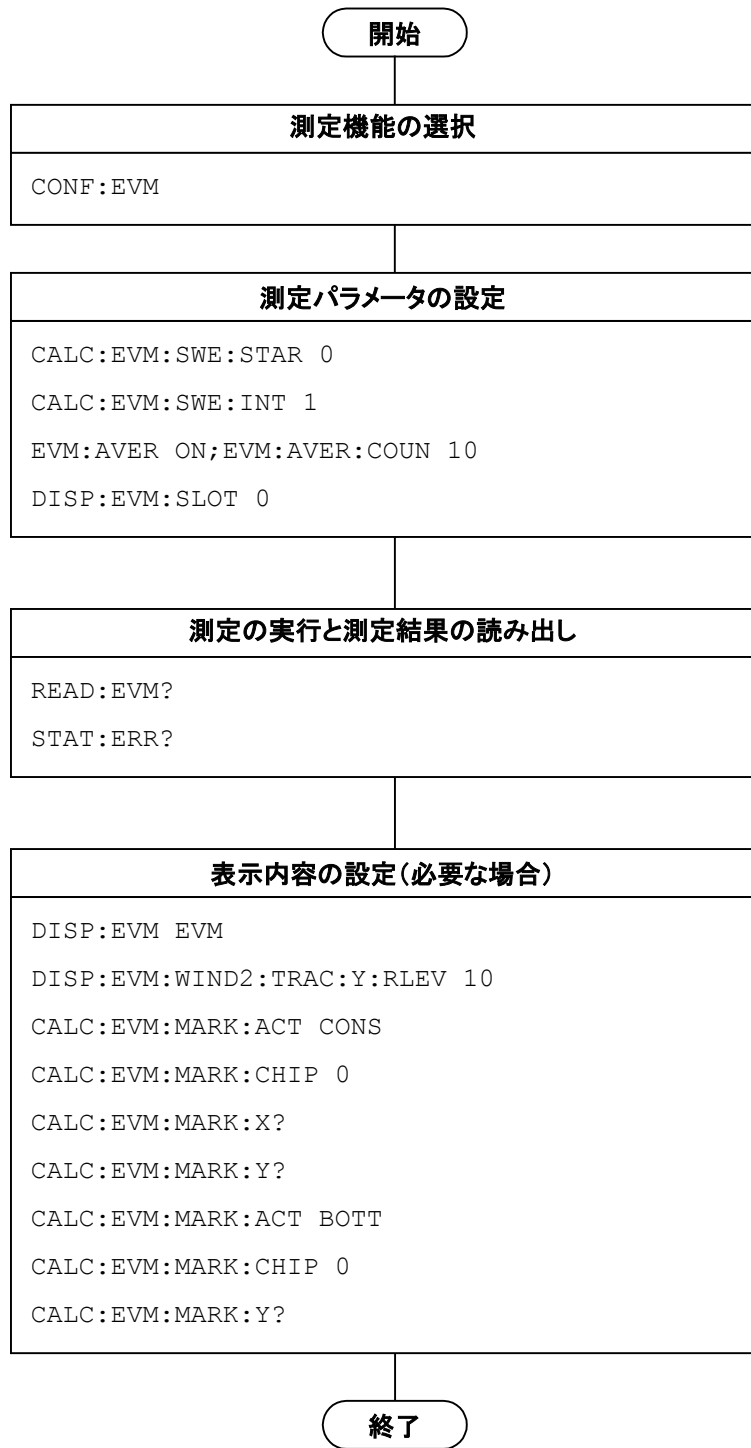 開始
測定機能の選択
CONF:EVM
測定パラメータの設定
CALC:EVM:SWE:STAR 0
CALC:EVM:SWE:INT 1
EVM:AVER ON;EVM:AVER:COUN 10
DISP:EVM:SLOT 0
測定の実行と測定結果の読み出し
READ:EVM?
STAT:ERR?
表示内容の設定(必要な場合)
DISP:EVM EVM
DISP:EVM:WIND2:TRAC:Y:RLEV 10
CALC:EVM:MARK:ACT CONS
CALC:EVM:MARK:CHIP 0
CALC:EVM:MARK:X?
CALC:EVM:MARK:Y?
CALC:EVM:MARK:ACT BOTT
CALC:EVM:MARK:CHIP 0
CALC:EVM:MARK:Y?
終了